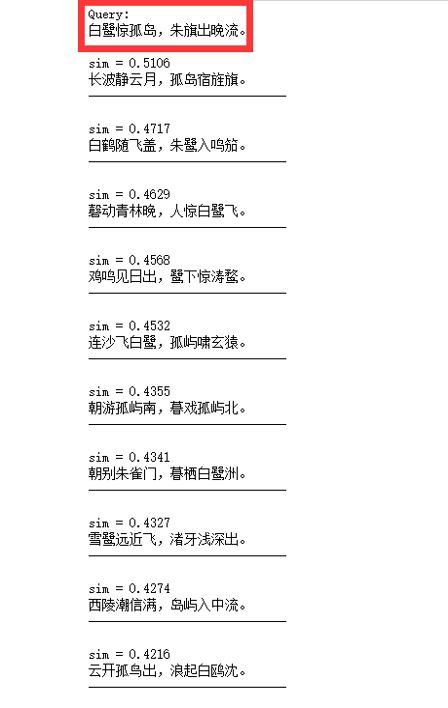 Query:
白鹭惊孤岛，朱旗出晚流。
sim = 0.5106
长波静云月，孤岛宿旌旗。
sim = 0.4717
白鹤随飞盖，朱鹭入鸣笳。
sim = 0.4629
磬动青林晚，人惊白鹭飞。
sim = 0.4568
鸡鸣见日出，鹭下惊涛鹜。
sim = 0.4532
连沙飞白鹭，孤屿啸玄猿。
sim = 0.4355
朝游孤屿南，暮戏孤屿北。
sim = 0.4341
朝别朱雀门，暮栖白鹭洲。
sim = 0.4327
雪鹭远近飞，渚牙浅深出。
sim = 0.4274
西陵潮信满，岛屿入中流。
sim = 0.4216
云开孤鸟出，浪起白鸥沈。